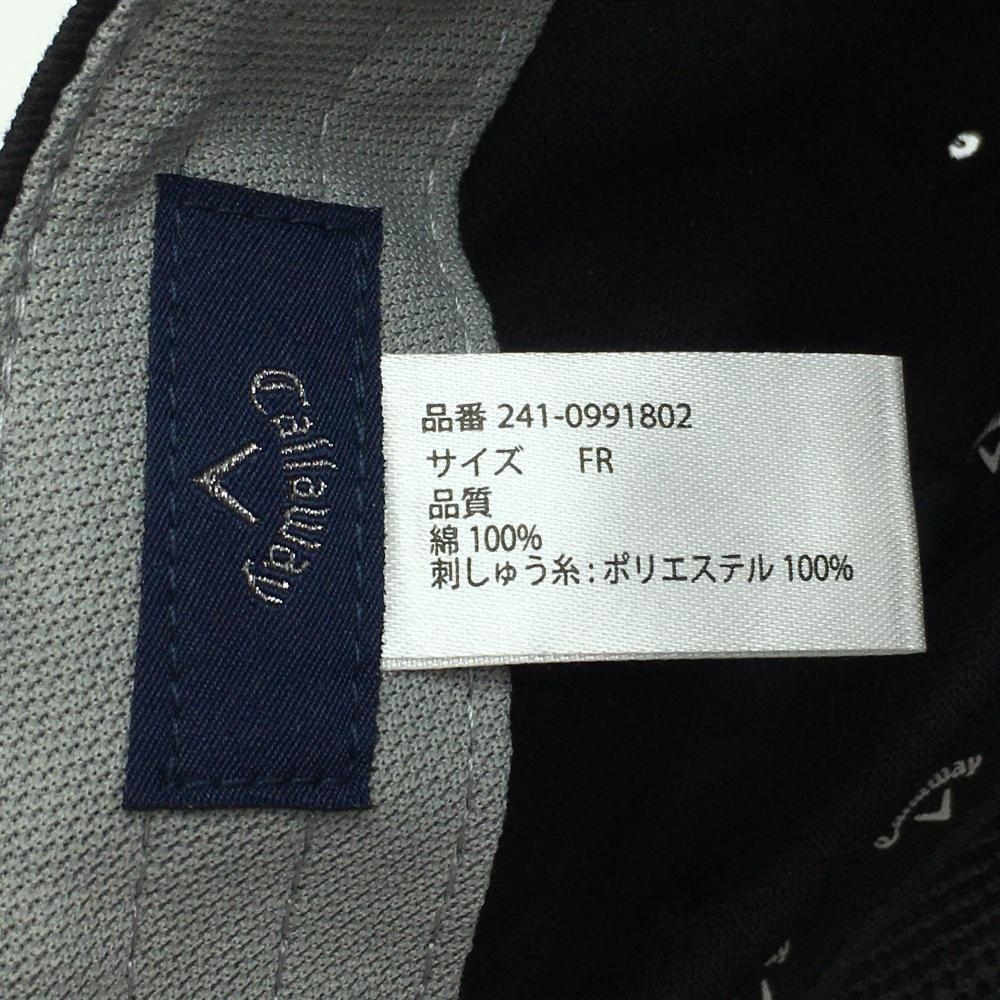 Callaway
品番 241-0991802
サイズ FR
品質
綿 100%
刺しゅう糸 : ポリエステル 100%
Callaway